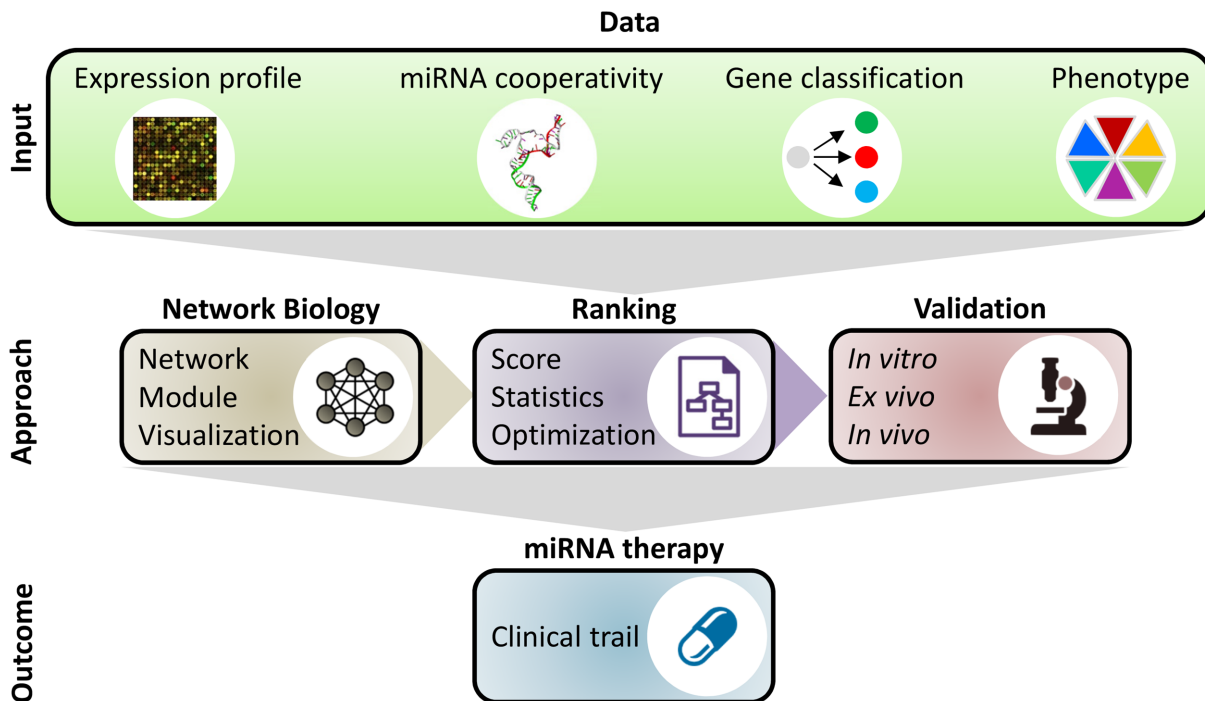 Data
Input
Expression profile
miRNA cooperativity
Gene classification
Phenotype
Approach
Network Biology
Network
Module
Visualization
Ranking
Score
Statistics
Optimization
Validation
In vitro
Ex vivo
In vivo
Outcome
miRNA therapy
Clinical trail